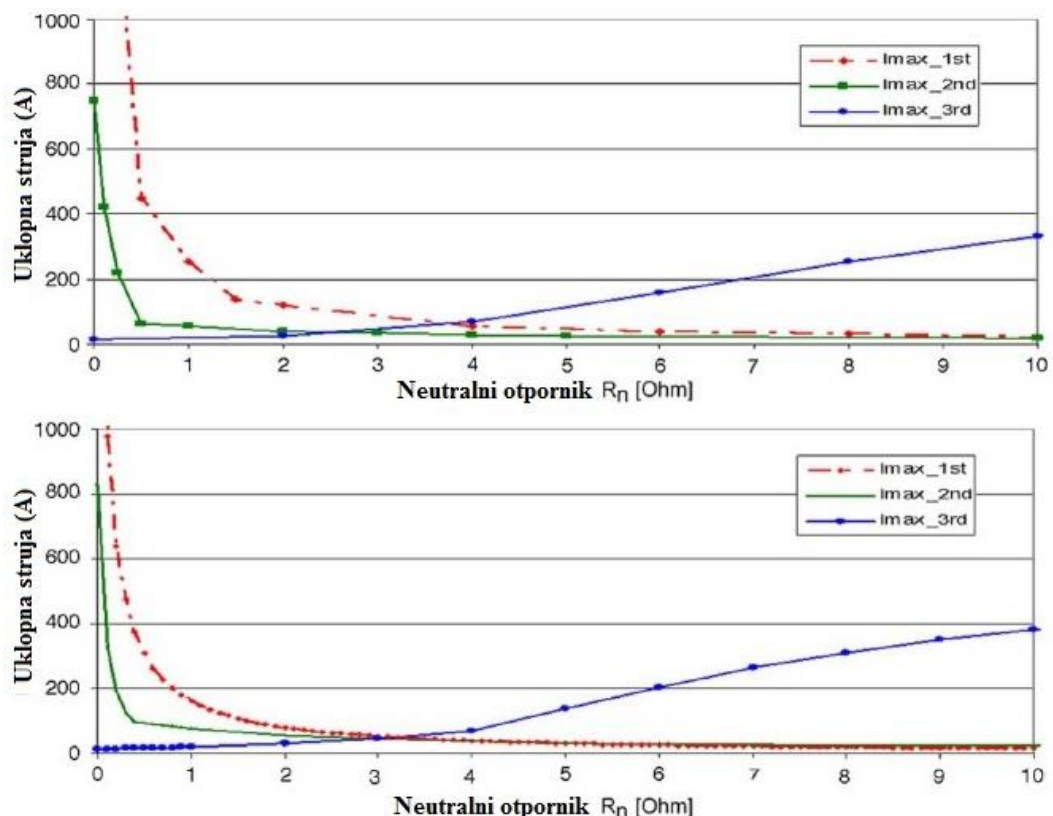 1000
800
600
400
200
0
Uklopna struja (A)
Imax_1st
Imax_2nd
Imax_3rd
0 1 2 3 4 5 6 7 8 9 10
Neutralni otpornik Rn [Ohm]
1000
800
600
400
200
0
Uklopna struja (A)
Imax_1st
Imax_2nd
Imax_3rd
0 1 2 3 4 5 6 7 8 9 10
Neutralni otpornik Rn [Ohm]